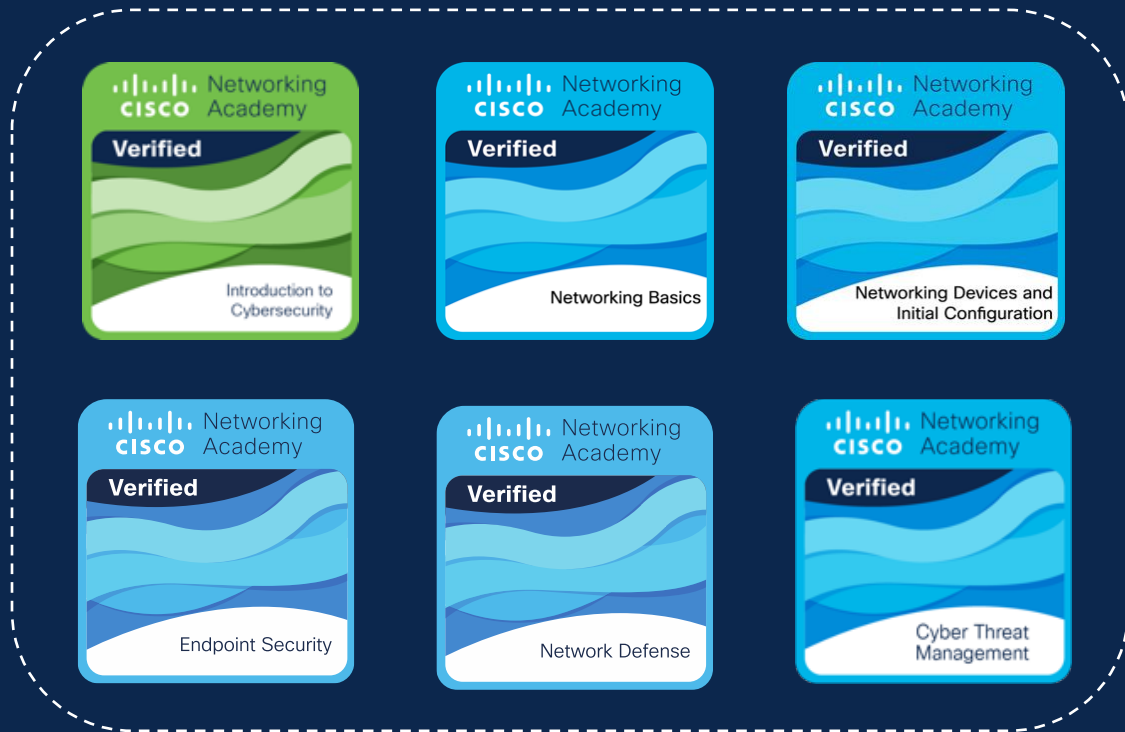 Networking
CISCO Academy
Verified
Introduction to
Cybersecurity
Networking
CISCO Academy
Verified
Networking Basics
Networking
CISCO Academy
Verified
Networking Devices and
Initial Configuration
Networking
CISCO Academy
Verified
Endpoint Security
Networking
CISCO Academy
Verified
Network Defense
Networking
CISCO Academy
Verified
Cyber Threat
Management